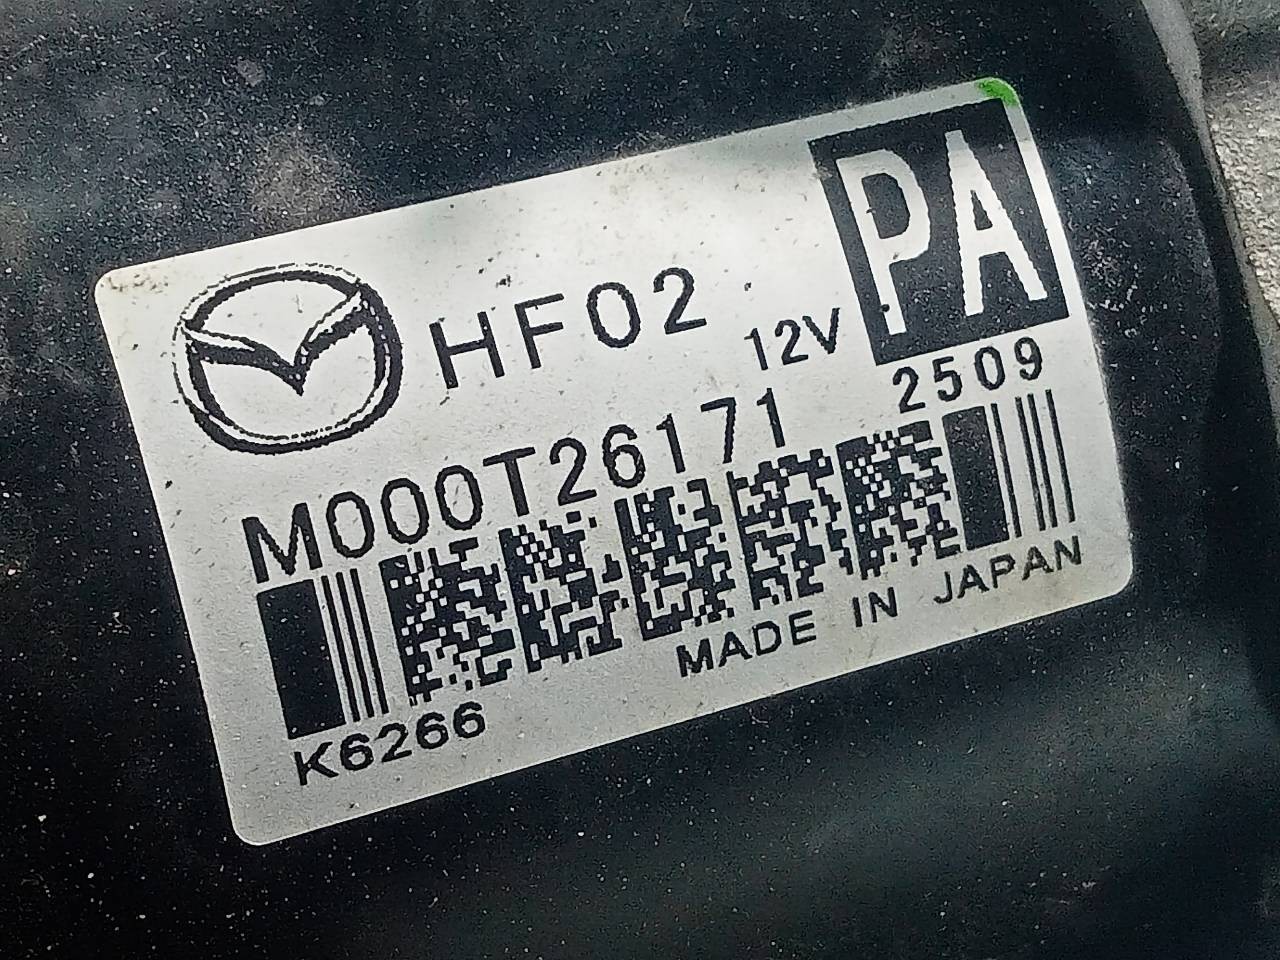 PA
HF02
12V
M000T26171
2509
MADE IN JAPAN
K6266